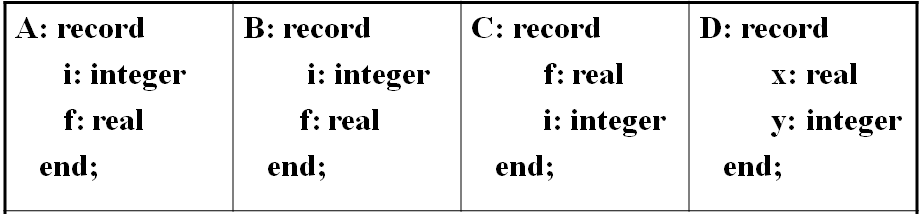 A: record
i: integer
f: real
end;
B: record
i: integer
f: real
end;
C: record
f: real
i: integer
end;
D: record
x: real
y: integer
end;